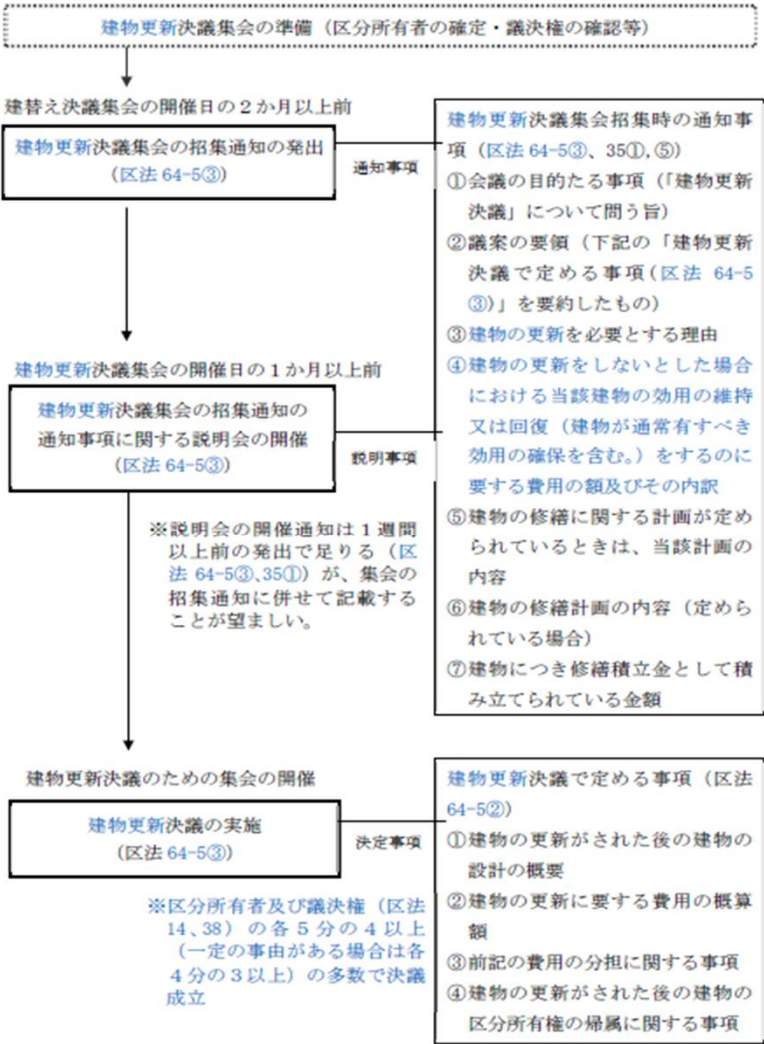 建物更新決議集会の準備（区分所有者の確定・議決権の確認等）
建替え決議集会の開催日の２か月以上前
建物更新決議集会の招集通知の発出
（区法 64-5③）
通知事項
建物更新決議集会招集時の通知事
項（区法 64-5③、35①,⑤）
①会議の目的たる事項（「建物更新
決議」について問う旨）
②議案の要領（下記の「建物更新
決議で定める事項（区法 64-5
③）」を要約したもの）
③建物の更新を必要とする理由
④建物の更新をしないとした場合
における当該建物の効用の維持
又は回復（建物が通常有すべき
効用の確保を含む。）をするのに
要する費用の額及びその内訳
⑤建物の修繕に関する計画が定め
られているときは、当該計画の
内容
⑥建物の修繕計画の内容（定めら
れている場合）
⑦建物につき修繕積立金として積
み立てられている金額
建物更新決議集会の開催日の１か月以上前
建物更新決議集会の招集通知の
通知事項に関する説明会の開催
（区法 64-5③）
説明事項
※説明会の開催通知は１週間
以上前の発出で足りる（区
法 64-5③、35①）が、集会の
招集通知に併せて記載する
ことが望ましい。
建物更新決議のための集会の開催
建物更新決議の実施
（区法 64-5③）
決定事項
※区分所有者及び議決権（区法
14、38）の各５分の４以上
（一定の事由がある場合は各
４分の３以上）の多数で決議
成立
建物更新決議で定める事項（区法
64-5②）
①建物の更新がされた後の建物の
設計の概要
②建物の更新に要する費用の概算
額
③前記の費用の分担に関する事項
④建物の更新がされた後の建物の
区分所有権の帰属に関する事項